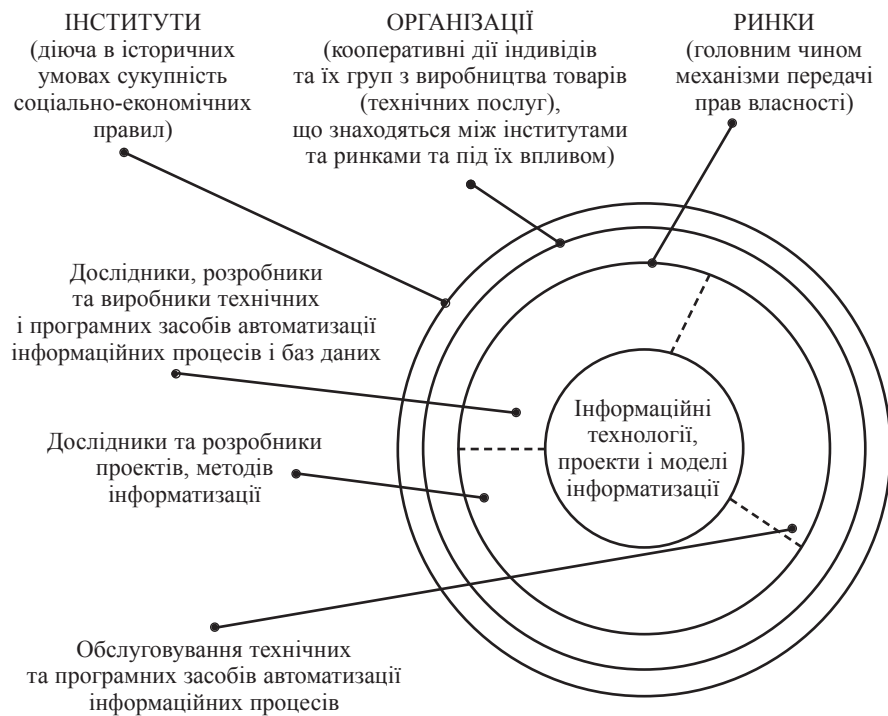 ІНСТИТУТИ
(діюча в історичних
умовах сукупність
соціально-економічних
правил)
ОРГАНІЗАЦІЇ
(кооперативні дії індивідів
та їх груп з виробництва товарів
(технічних послуг),
що знаходяться між інститутами
та ринками та під їх впливом)
РИНКИ
(головним чином
механізми передачі
прав власності)
Дослідники, розробники
та виробники технічних
і програмних засобів автоматизації
інформаційних процесів і баз даних
Дослідники та розробники
проектів, методів
інформатизації
Інформаційні
технології,
проекти і моделі
інформатизації
Обслуговування технічних
та програмних засобів автоматизації
інформаційних процесів